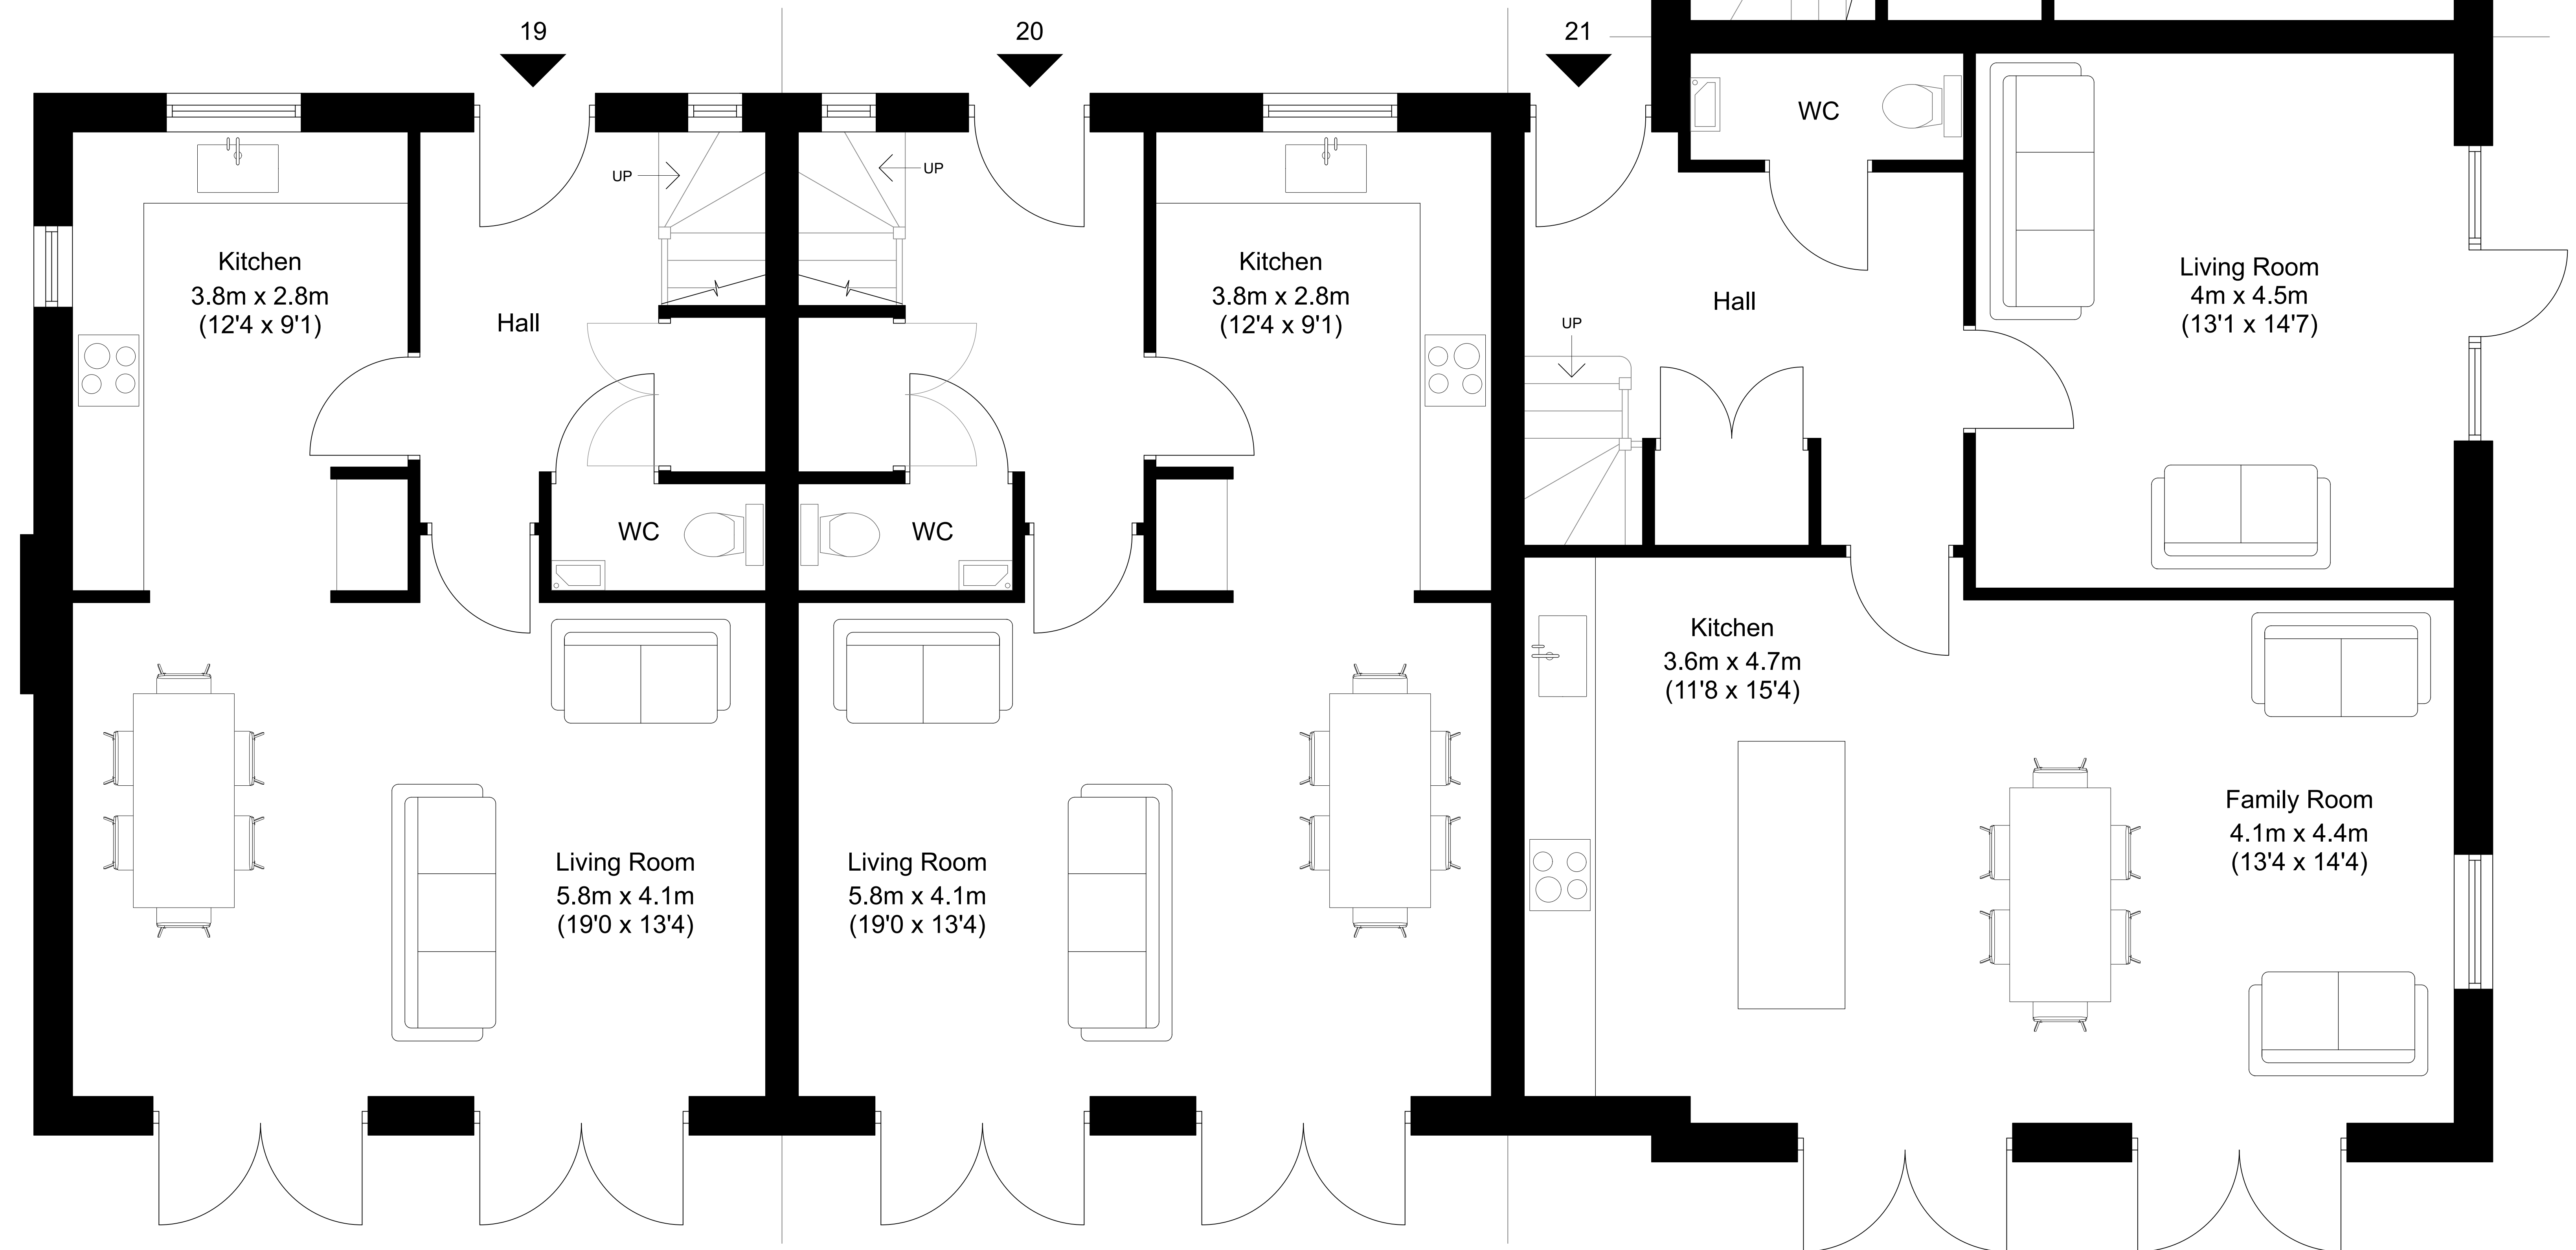 19
20
21
UP
Kitchen
3.8m x 2.8m
(12'4 x 9'1)
Hall
WC
Living Room
5.8m x 4.1m
(19'0 x 13'4)
UP
Kitchen
3.8m x 2.8m
(12'4 x 9'1)
WC
Living Room
5.8m x 4.1m
(19'0 x 13'4)
WC
Hall
UP
Living Room
4m x 4.5m
(13'1 x 14'7)
Kitchen
3.6m x 4.7m
(11'8 x 15'4)
Family Room
4.1m x 4.4m
(13'4 x 14'4)